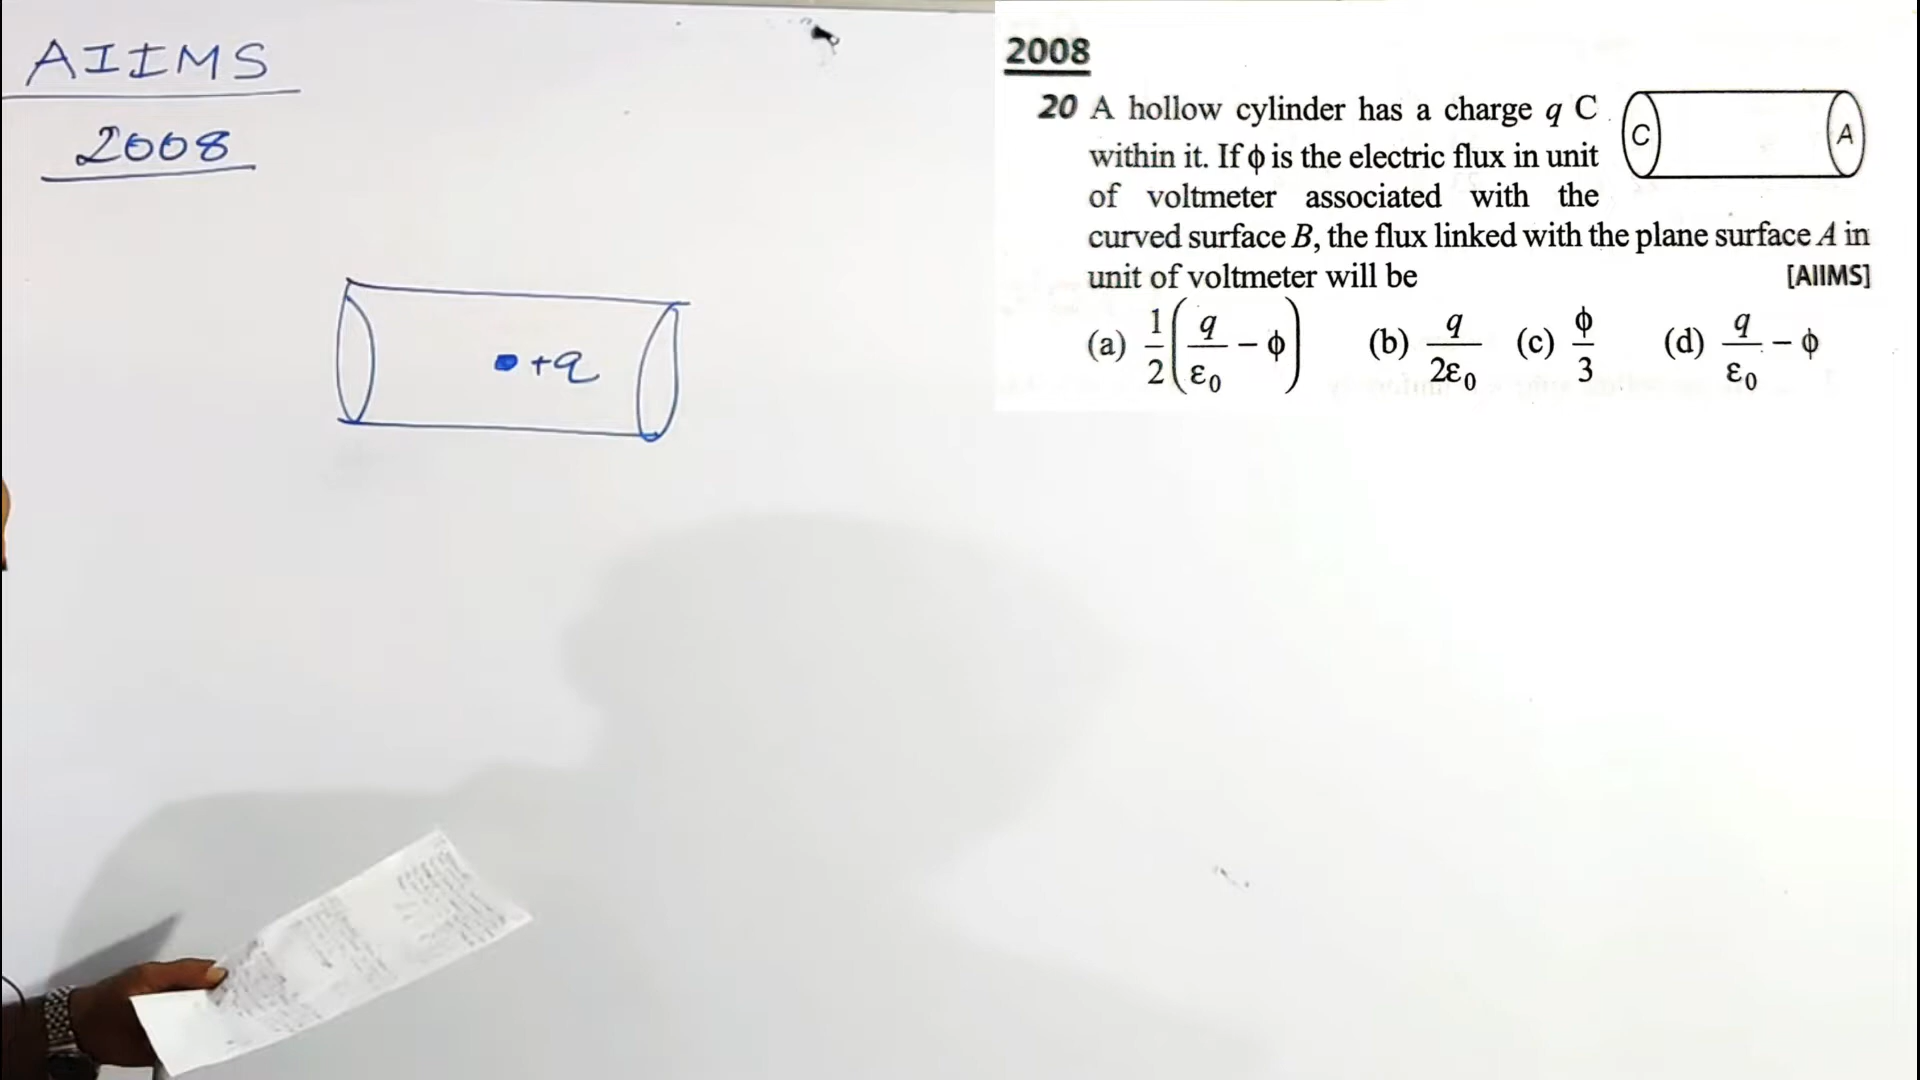 AIIMS
2008
+q
2008
20 A hollow cylinder has a charge q C
within it. If ϕ is the electric flux in unit
of voltmeter associated with the
curved surface B, the flux linked with the plane surface A in
unit of voltmeter will be [AIIMS]
(a) 1/2 (q/ε₀ − ϕ) (b) q/2ε₀ (c) ϕ/3 (d) q/ε₀ − ϕ
C A